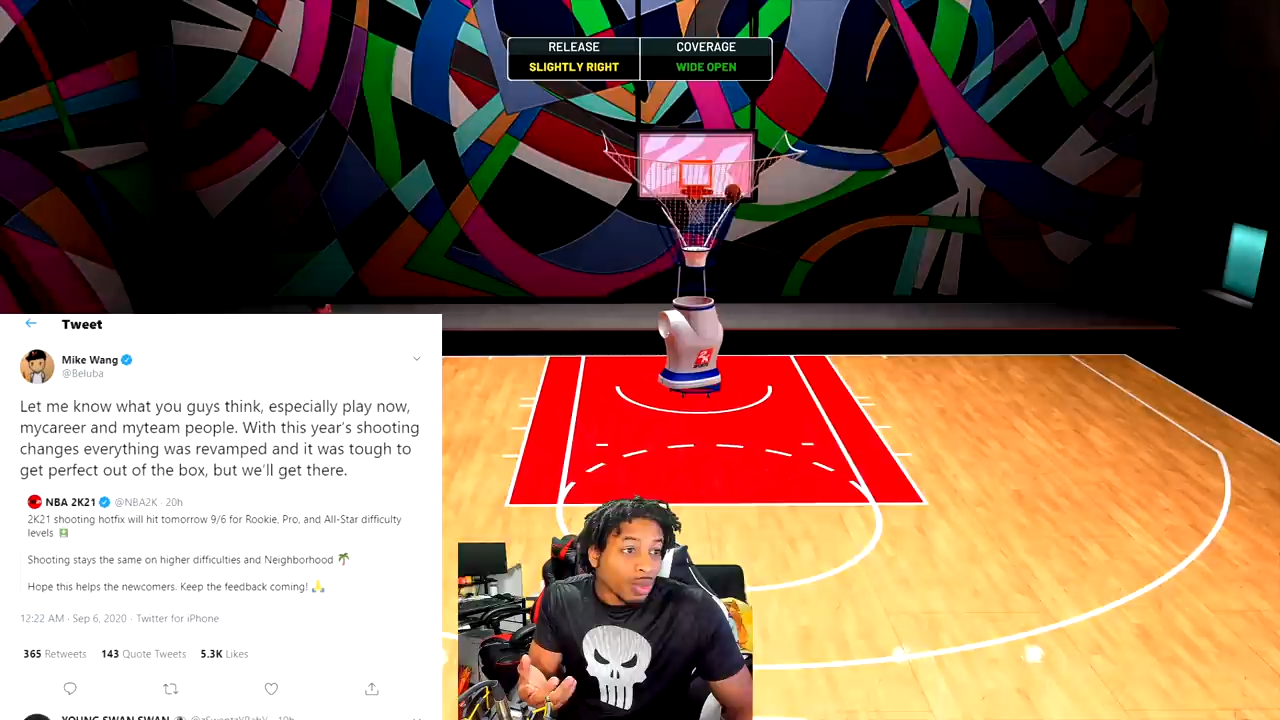 RELEASE
COVERAGE
SLIGHTLY RIGHT
WIDE OPEN
Tweet
Mike Wang
@Beluba
Let me know what you guys think, especially play now,
mycareer and myteam people. With this year's shooting
changes everything was revamped and it was tough to
get perfect out of the box, but we'll get there.
NBA 2K21 @NBA2K · 20h
2K21 shooting hotfix will hit tomorrow 9/6 for Rookie, Pro, and All-Star difficulty
levels
Shooting stays the same on higher difficulties and Neighborhood 🌴
Hope this helps the newcomers. Keep the feedback coming! 🙏
12:22 AM · Sep 6, 2020 · Twitter for iPhone
365 Retweets 143 Quote Tweets 5.3K Likes
2K